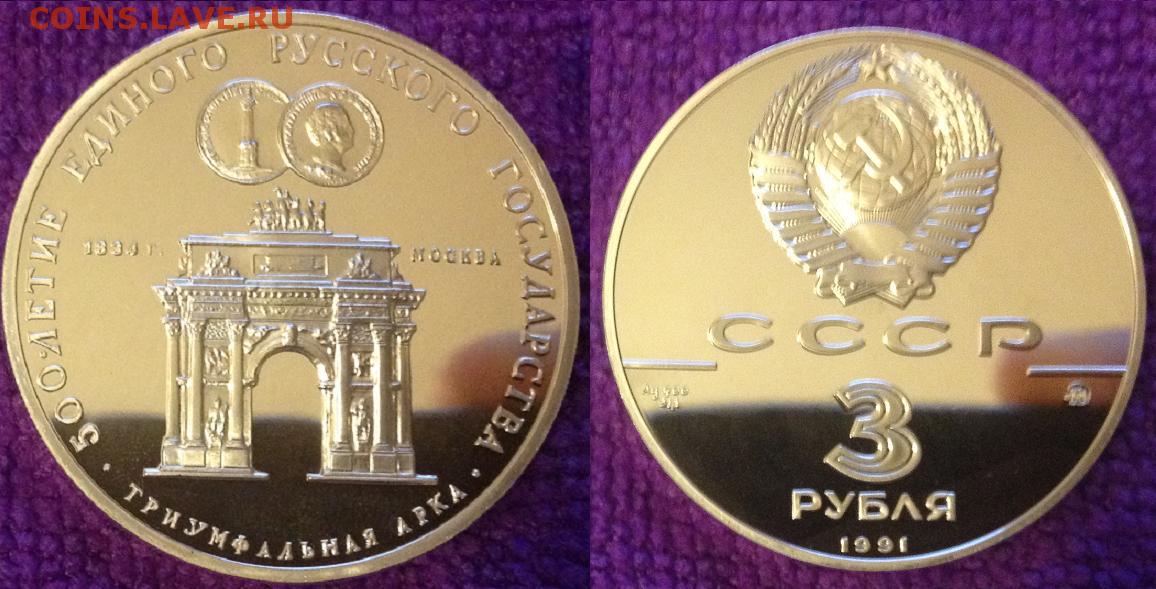 COINS.LAVE.RU
500-ЛЕТИЕ ЕДИНОГО РУССКОГО ГОСУДАРСТВА
1834 г.
МОСКВА
ТРИУМФАЛЬНАЯ АРКА
СССР
3
РУБЛЯ
1991